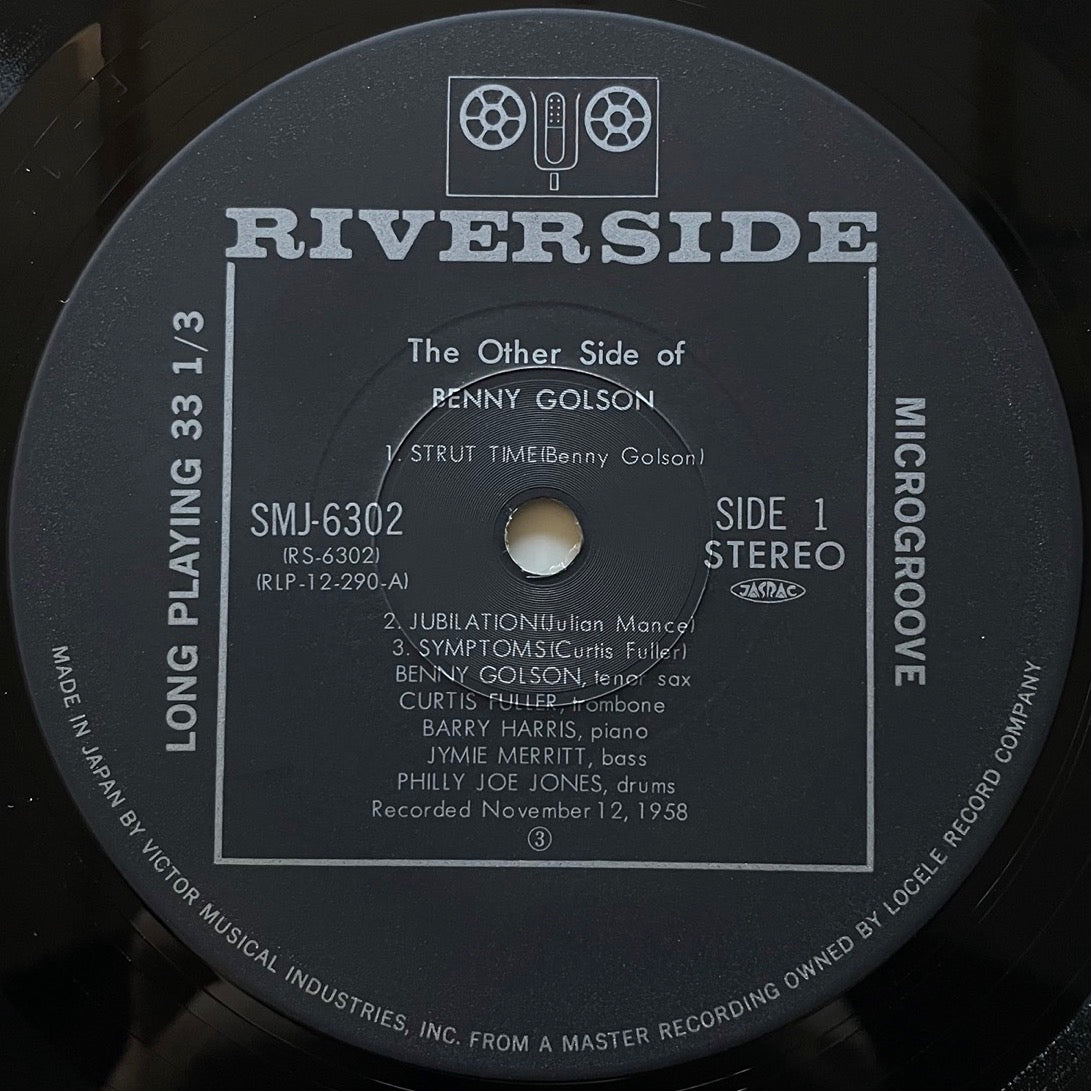 RIVERSIDE
The Other Side of
BENNY GOLSON
1. STRUT TIME(Benny Golson)
SMJ-6302
(RS-6302)
(RLP-12-290-A)
SIDE 1
STEREO
JASRAC
2. JUBILATION(Julian Mance)
3. SYMPTOMS(Curtis Fuller)
BENNY GOLSON, tenor sax
CURTIS FULLER, trombone
BARRY HARRIS, piano
JYMIE MERRITT, bass
PHILLY JOE JONES, drums
Recorded November 12, 1958
③
LONG PLAYING 33 1/3
MICROGROOVE
MADE IN JAPAN BY VICTOR MUSICAL INDUSTRIES, INC. FROM A MASTER RECORDING OWNED BY LOCELE RECORD COMPANY